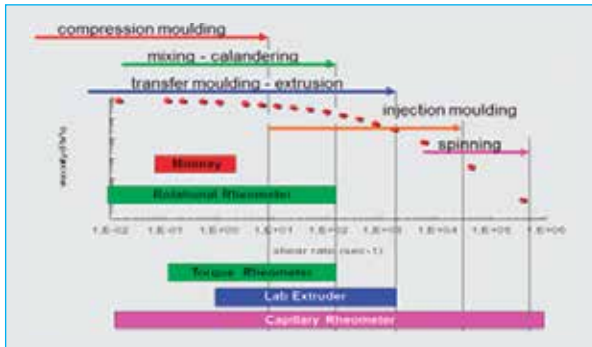 compression moulding
mixing - calandering
transfer moulding - extrusion
injection moulding
spinning
Mooney
Rotational Rheometer
1,E-02 1,E-01 1,E+00 1,E+01 1,E+02 1,E+03 1,E+04 1,E+05 1,E+06
shear rate (sec-1)
Torque Rheometer
Lab Extruder
Capillary Rheometer